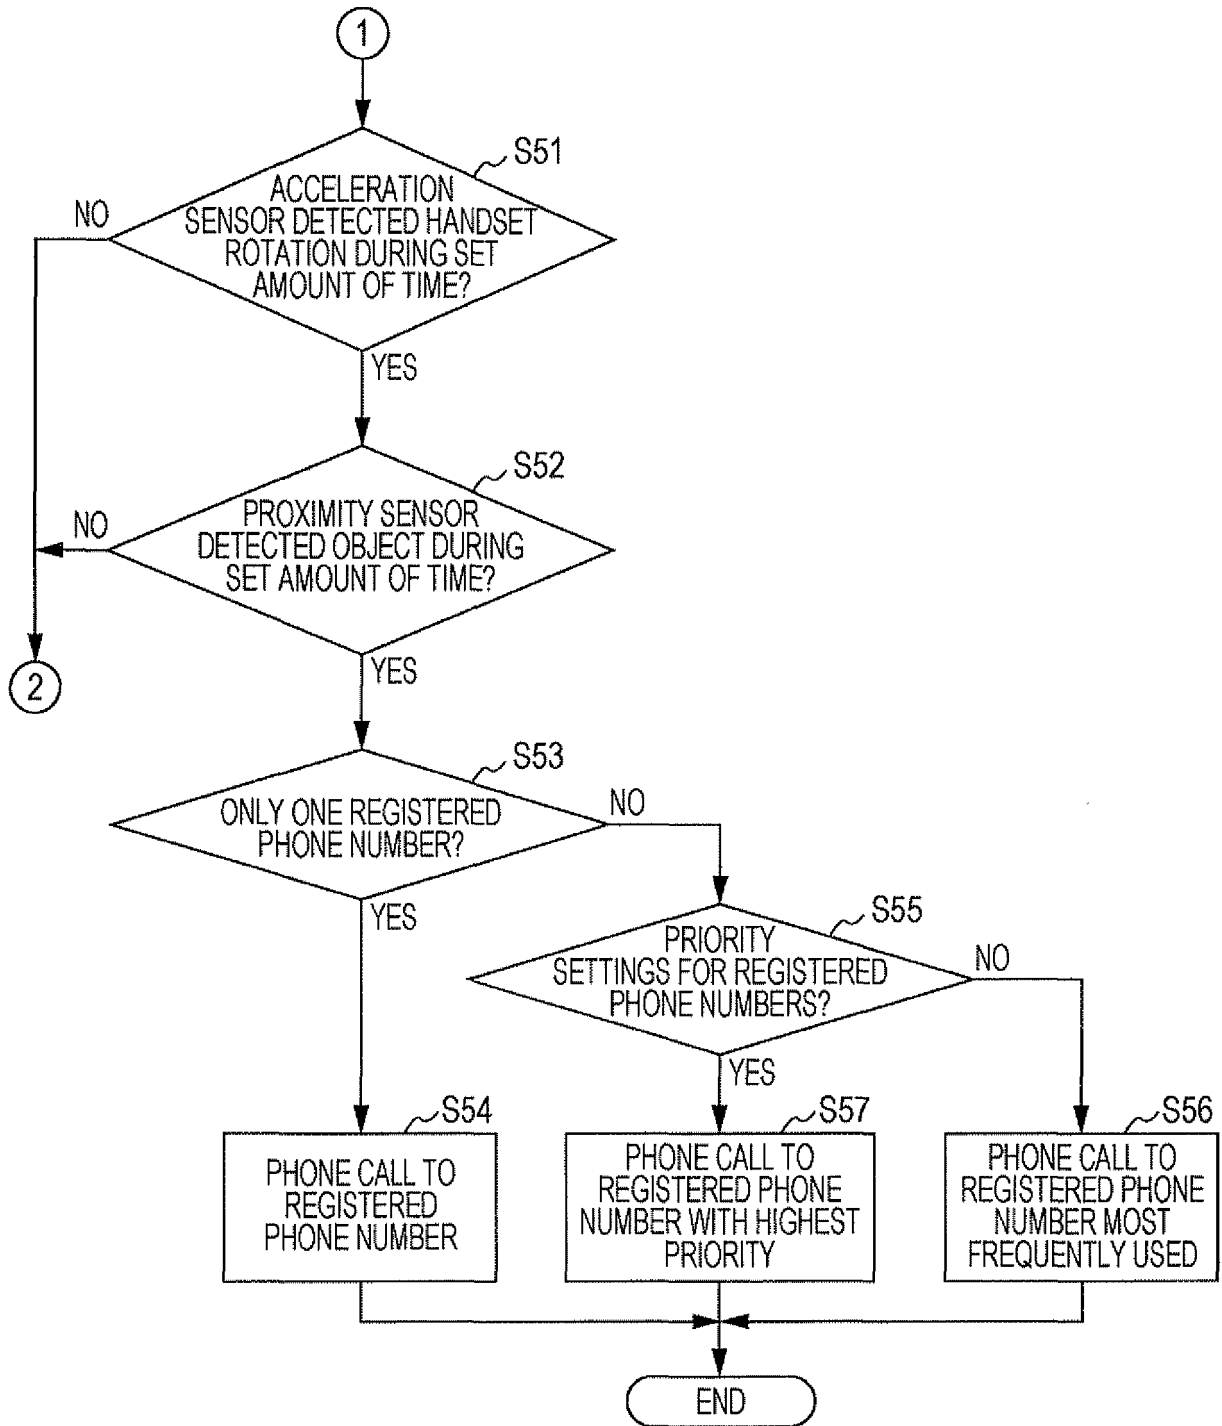 1
S51
ACCELERATION
SENSOR DETECTED HANDSET
ROTATION DURING SET
AMOUNT OF TIME?
NO
YES
S52
PROXIMITY SENSOR
DETECTED OBJECT DURING
SET AMOUNT OF TIME?
NO
YES
2
S53
ONLY ONE REGISTERED
PHONE NUMBER?
NO
YES
S55
PRIORITY
SETTINGS FOR REGISTERED
PHONE NUMBERS?
NO
YES
S54
PHONE CALL TO
REGISTERED
PHONE NUMBER
S57
PHONE CALL TO
REGISTERED PHONE
NUMBER WITH HIGHEST
PRIORITY
S56
PHONE CALL TO
REGISTERED PHONE
NUMBER MOST
FREQUENTLY USED
END